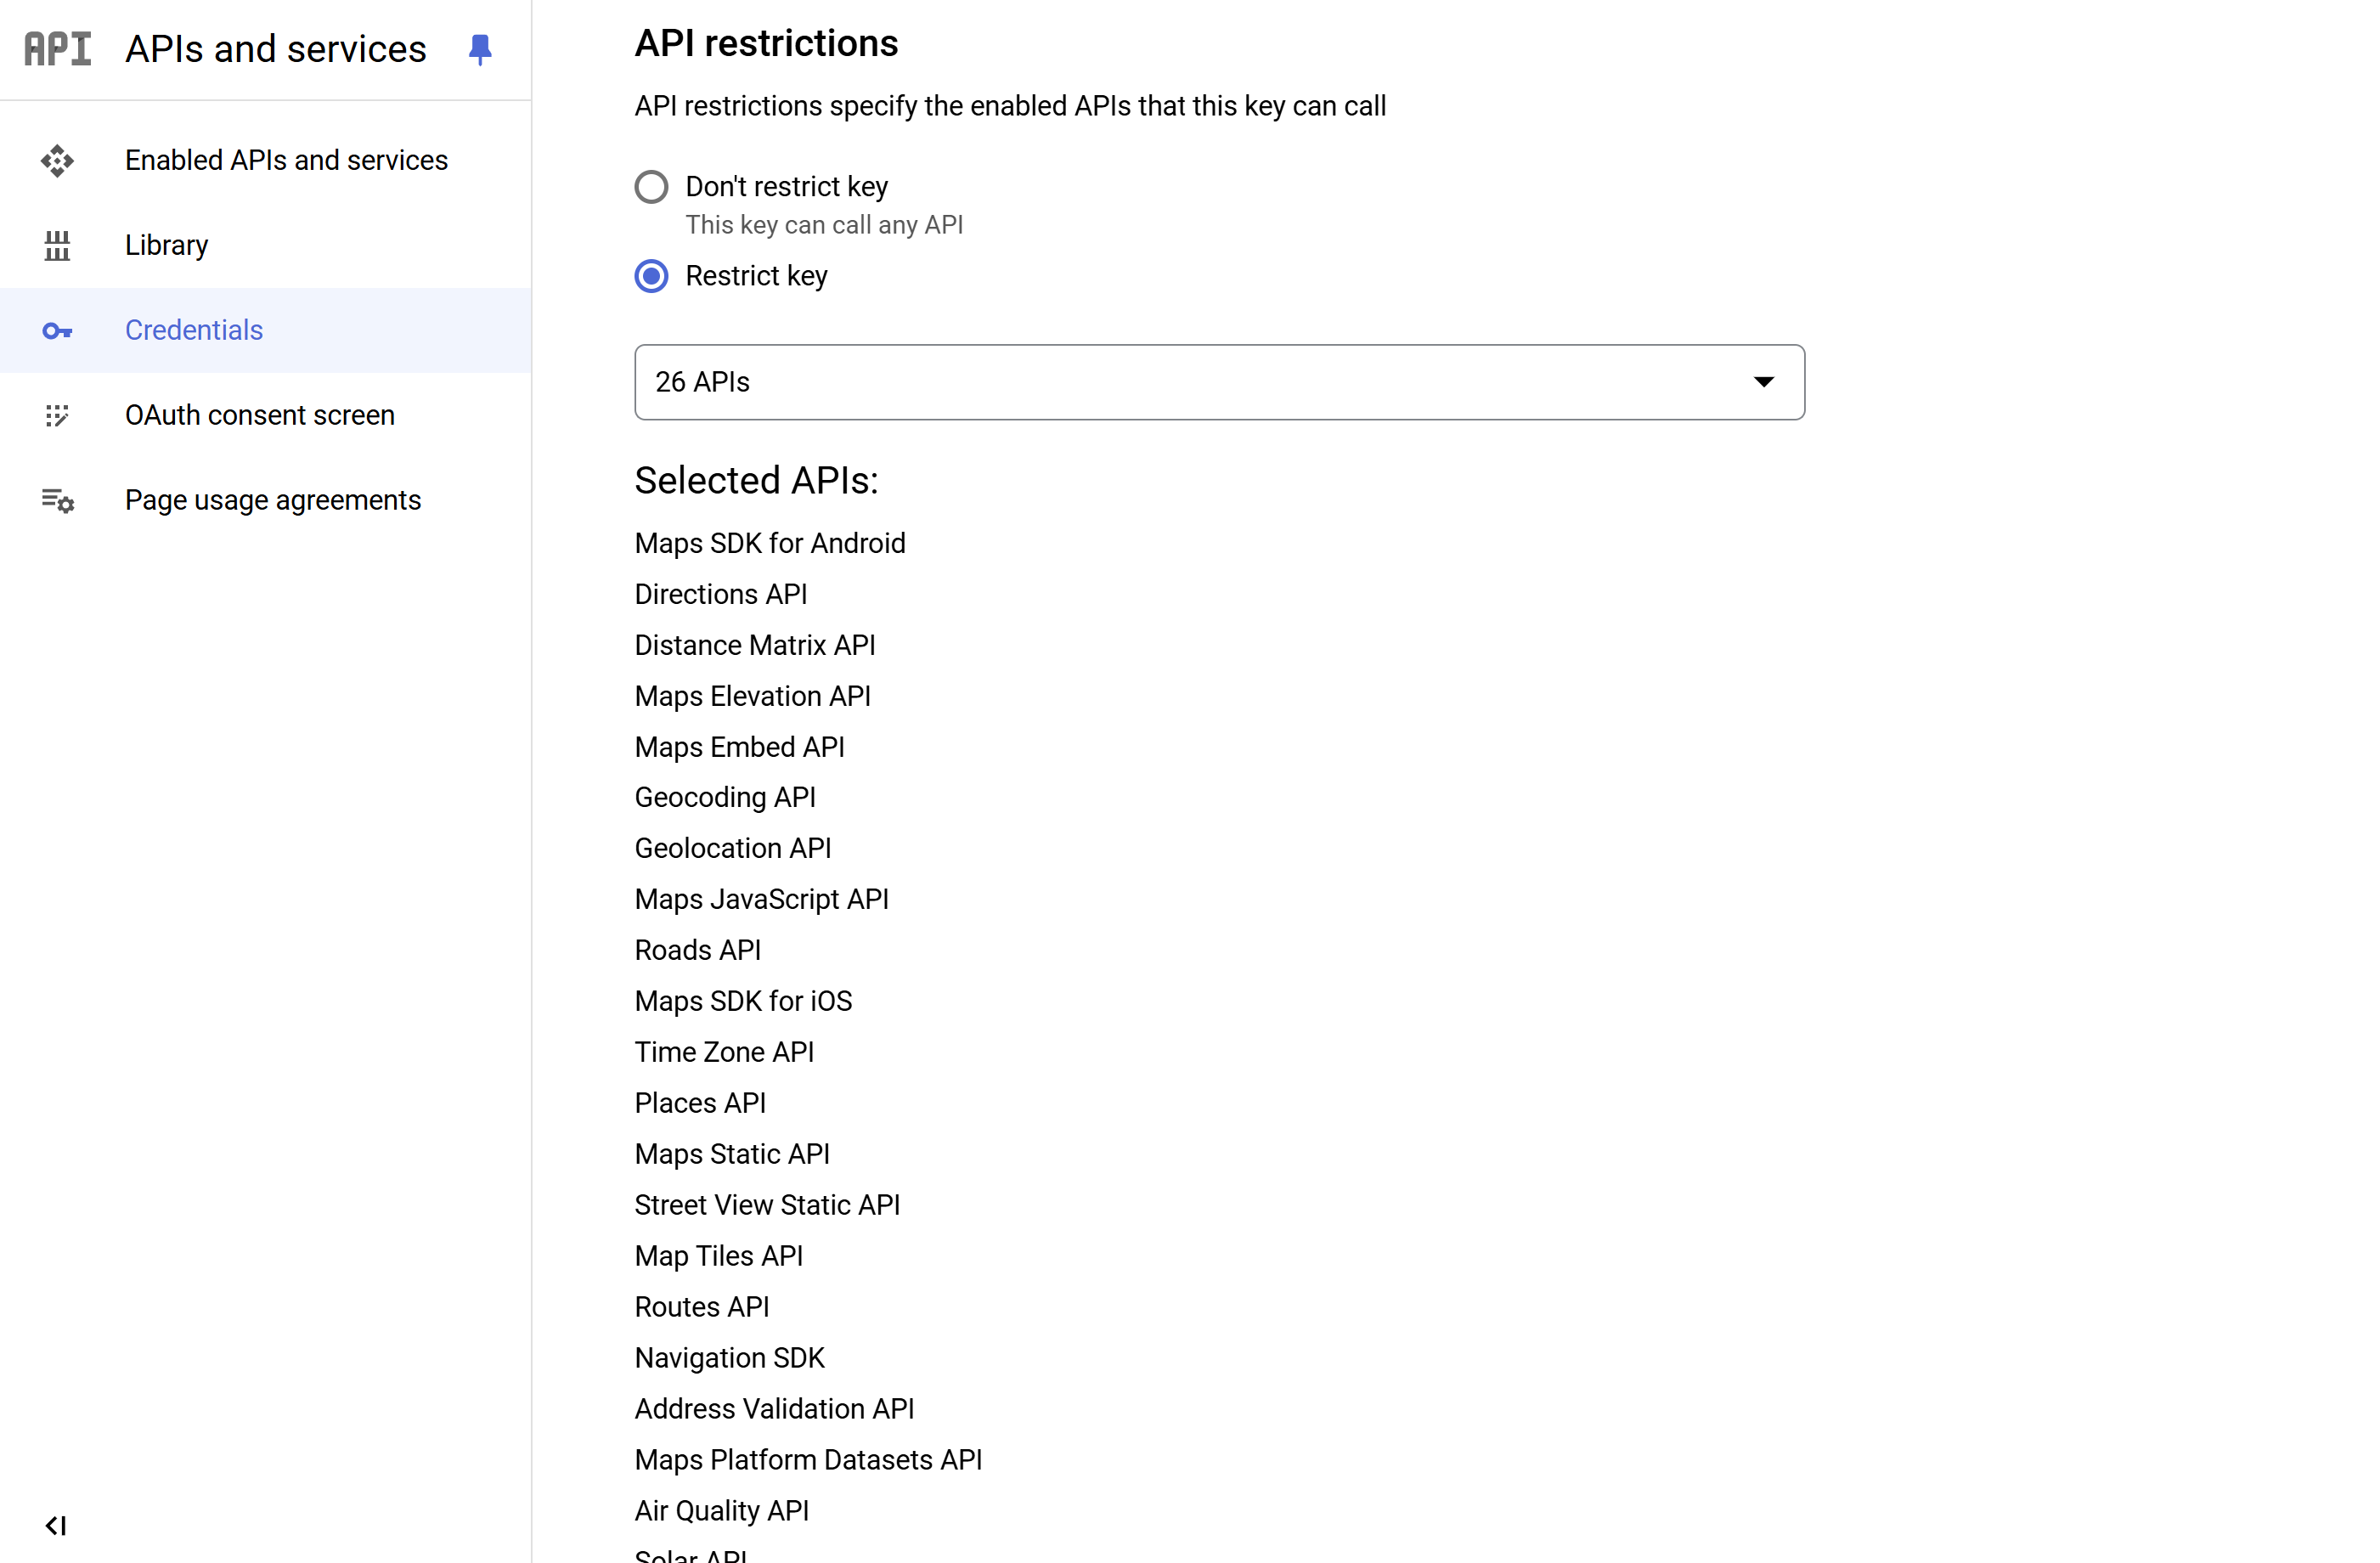 API APIs and services
Enabled APIs and services
Library
Credentials
OAuth consent screen
Page usage agreements
API restrictions
API restrictions specify the enabled APIs that this key can call
Don't restrict key
This key can call any API
Restrict key
26 APIs
Selected APIs:
Maps SDK for Android
Directions API
Distance Matrix API
Maps Elevation API
Maps Embed API
Geocoding API
Geolocation API
Maps JavaScript API
Roads API
Maps SDK for iOS
Time Zone API
Places API
Maps Static API
Street View Static API
Map Tiles API
Routes API
Navigation SDK
Address Validation API
Maps Platform Datasets API
Air Quality API
Solar API